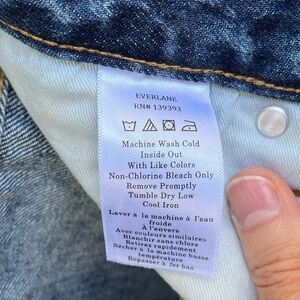 EVERLANE
RN# 139393
Machine Wash Cold
Inside Out
With Like Colors
Non-Chlorine Bleach Only
Remove Promptly
Tumble Dry Low
Cool Iron
Laver à la machine à l'eau
froide
À l'envers
Avec couleurs similaires
Blanchir sans chlore
Retirez rapidement
Sécher à la machine basse
température
Repasser à fer bas